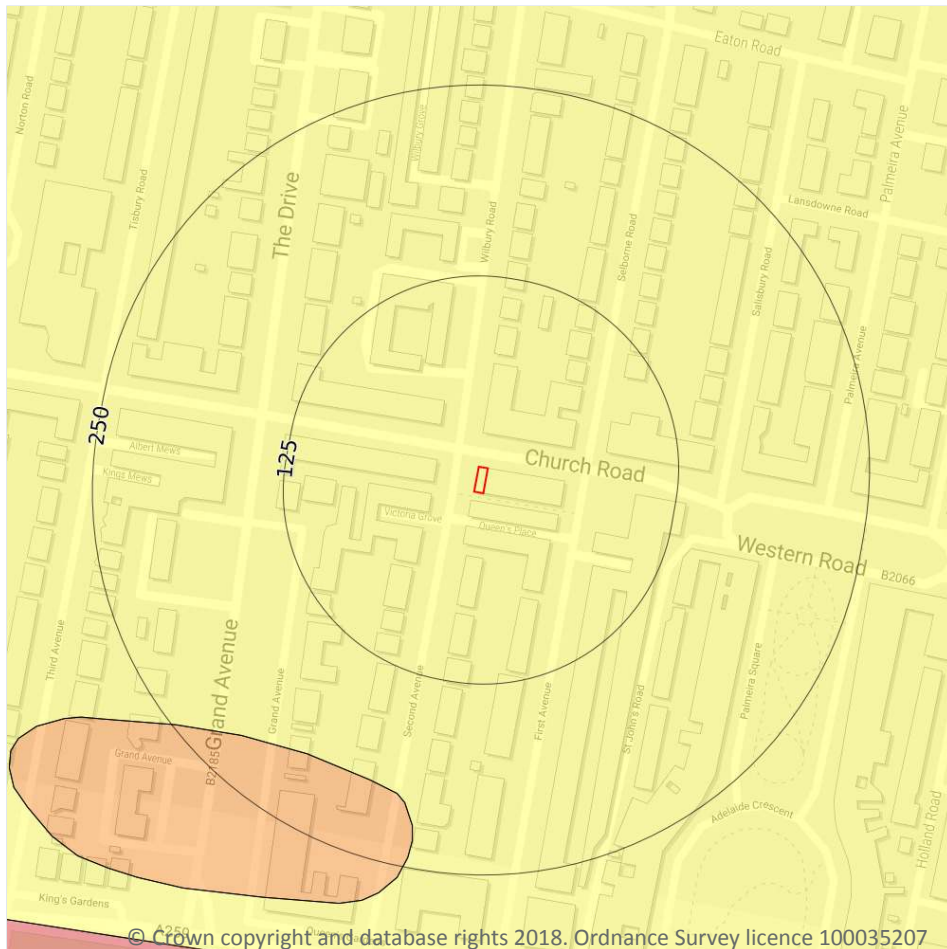 Eaton Road
Norton Road
Wilbury Grove
Palmeira Avenue
Tisbury Road
The Drive
Lansdowne Road
Wilbury Road
Selborne Road
Salisbury Road
Palmeira Avenue
250
125
Albert Mews
Kings Mews
Church Road
Victoria Grove
Queen's Place
Western Road
B2066
Third Avenue
Grand Avenue
Grand Avenue
Second Avenue
First Avenue
St John's Road
Palmeira Square
Grand Avenue
B2185
Adelaide Crescent
Holland Road
King's Gardens
A259
© Crown copyright and database rights 2018. Ordnance Survey licence 100035207